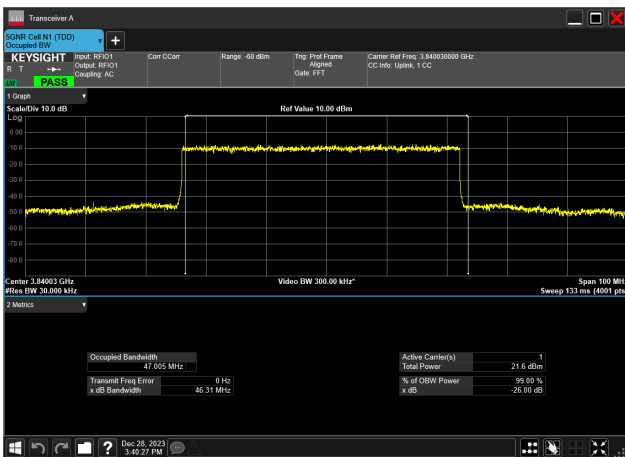 Transceiver A
5GNR Cell N1 (TDD)
Occupied BW
KEYSIGHT
R T
LV PASS
Input: RFIO1
Output: RFIO1
Coupling: AC
Corr CCorr
Range: -60 dBm
Trig: Prot Frame
Aligned
Gate: FFT
Carrier Ref Freq: 3.840030000 GHz
CC Info: Uplink, 1 CC
1 Graph
Scale/Div 10.0 dB
Ref Value 10.00 dBm
Log
0.00
-10.0
-20.0
-30.0
-40.0
-50.0
-60.0
-70.0
-80.0
Center 3.84003 GHz
Video BW 300.00 kHz*
Span 100 MH
#Res BW 30.000 kHz
Sweep 133 ms (4001 pts
2 Metrics
Occupied Bandwidth
47.005 MHz
Transmit Freq Error 0 Hz
x dB Bandwidth 46.31 MHz
Active Carrier(s) 1
Total Power 21.6 dBm
% of OBW Power 99.00 %
x dB -26.00 dB
?
Dec 28, 2023
3:40:27 PM